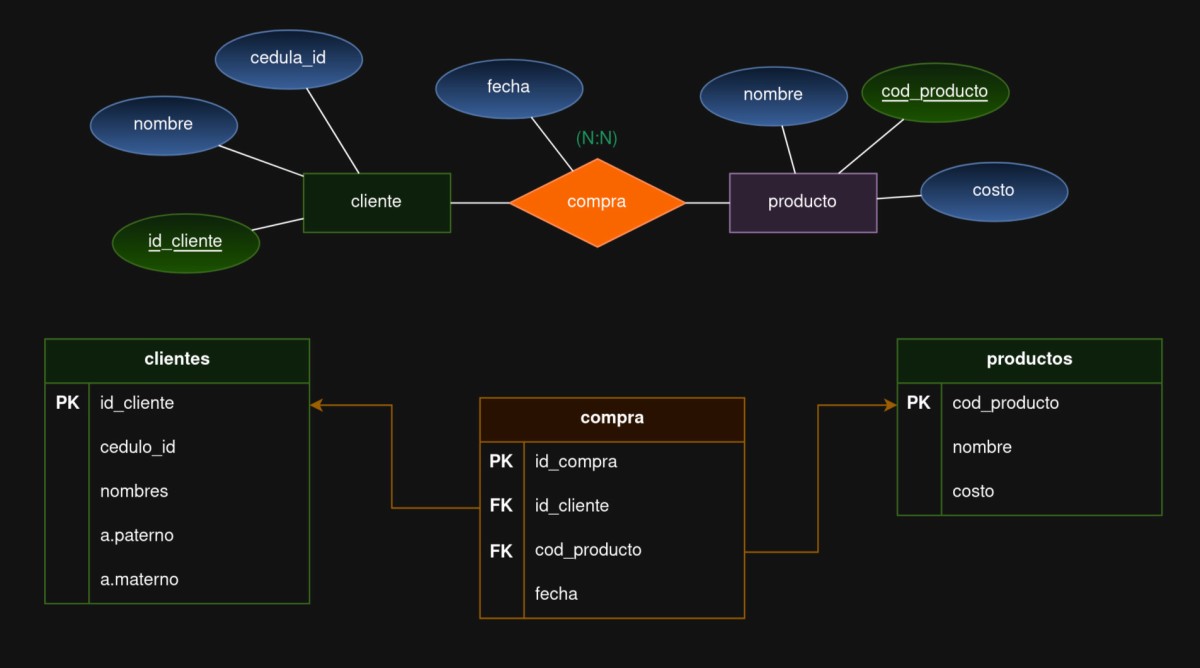 cedula_id
nombre
id_cliente
cliente
fecha
(N:N)
compra
nombre
cod_producto
costo
producto
clientes
PK id_cliente
cedulo_id
nombres
a.paterno
a.materno
compra
PK id_compra
FK id_cliente
FK cod_producto
fecha
productos
PK cod_producto
nombre
costo